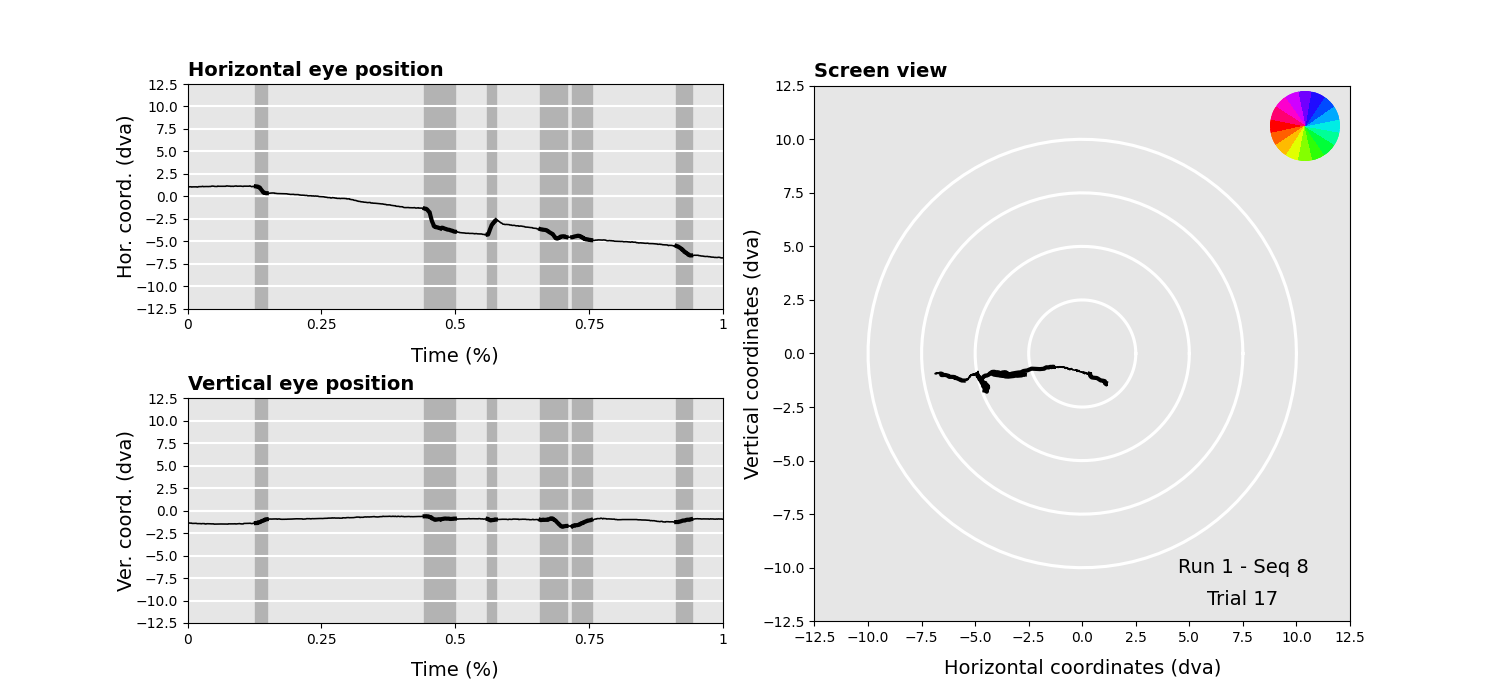 Horizontal eye position
Hor. coord. (dva)
12.5
10.0
7.5
5.0
2.5
0.0
−2.5
−5.0
−7.5
−10.0
−12.5
0 0.25 0.5 0.75 1
Time (%)
Vertical eye position
Ver. coord. (dva)
12.5
10.0
7.5
5.0
2.5
0.0
−2.5
−5.0
−7.5
−10.0
−12.5
0 0.25 0.5 0.75 1
Time (%)
Screen view
Vertical coordinates (dva)
12.5
10.0
7.5
5.0
2.5
0.0
−2.5
−5.0
−7.5
−10.0
−12.5
Run 1 - Seq 8
Trial 17
−12.5 −10.0 −7.5 −5.0 −2.5 0.0 2.5 5.0 7.5 10.0 12.5
Horizontal coordinates (dva)